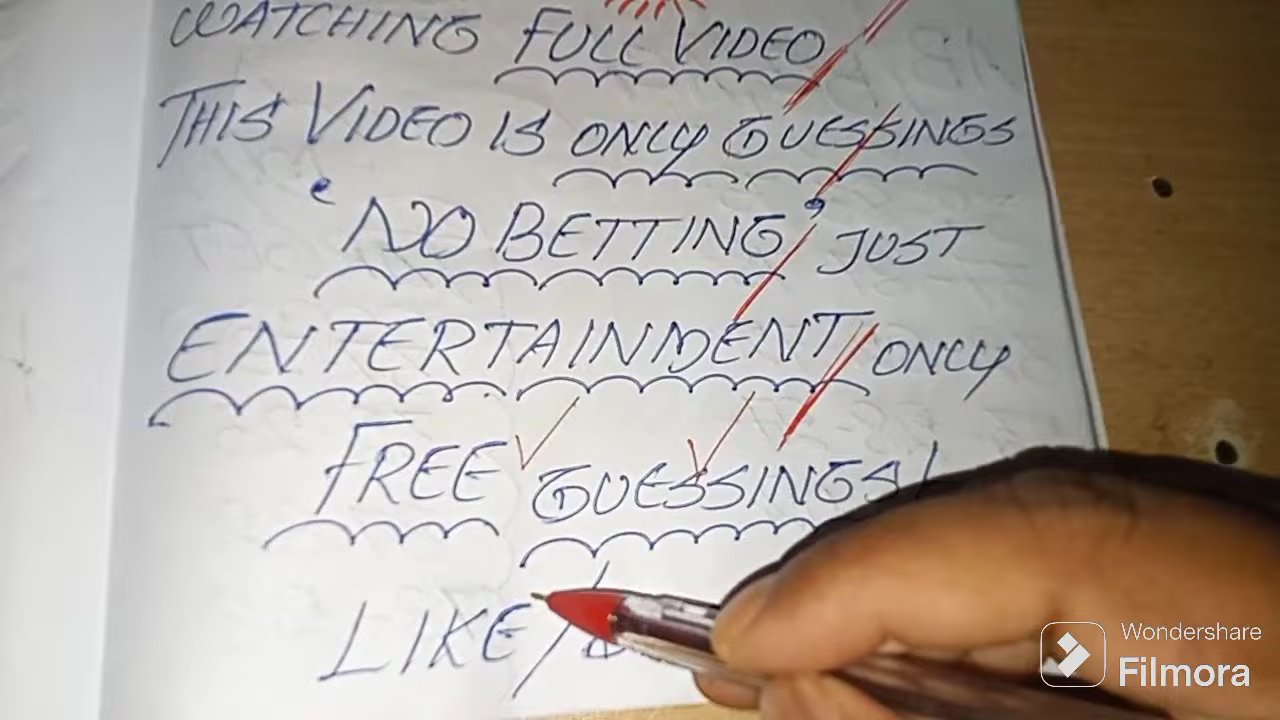 WATCHING FULL VIDEO
THIS VIDEO IS ONLY GUESSINGS
"NO BETTING" JUST
ENTERTAINMENT ONLY
FREE GUESSINGS/
LIKE/
Wondershare
Filmora